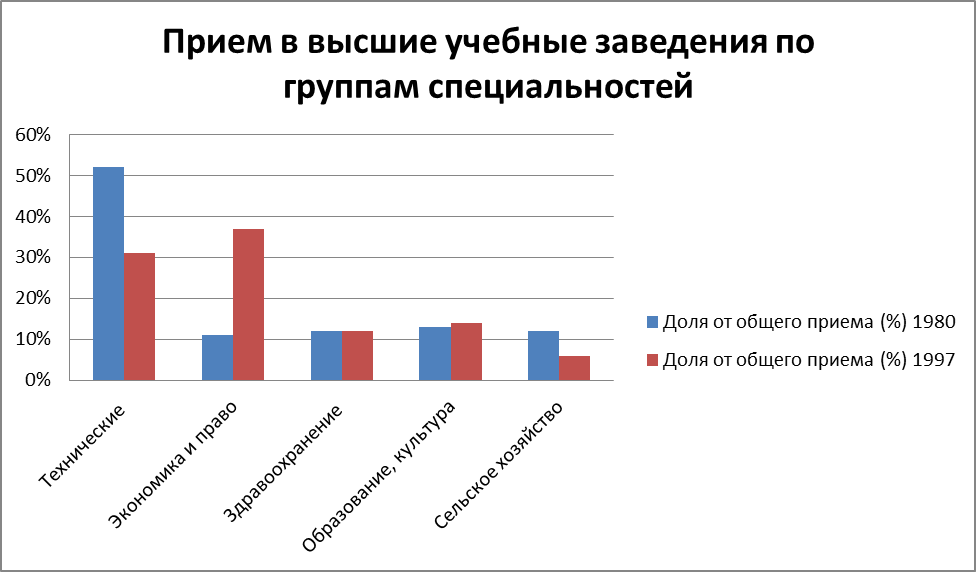 Прием в высшие учебные заведения по
группам специальностей
60%
50%
40%
30%
20%
10%
0%
Технические
Экономика и право
Здравоохранение
Образование, культура
Сельское хозяйство
Доля от общего приема (%) 1980
Доля от общего приема (%) 1997